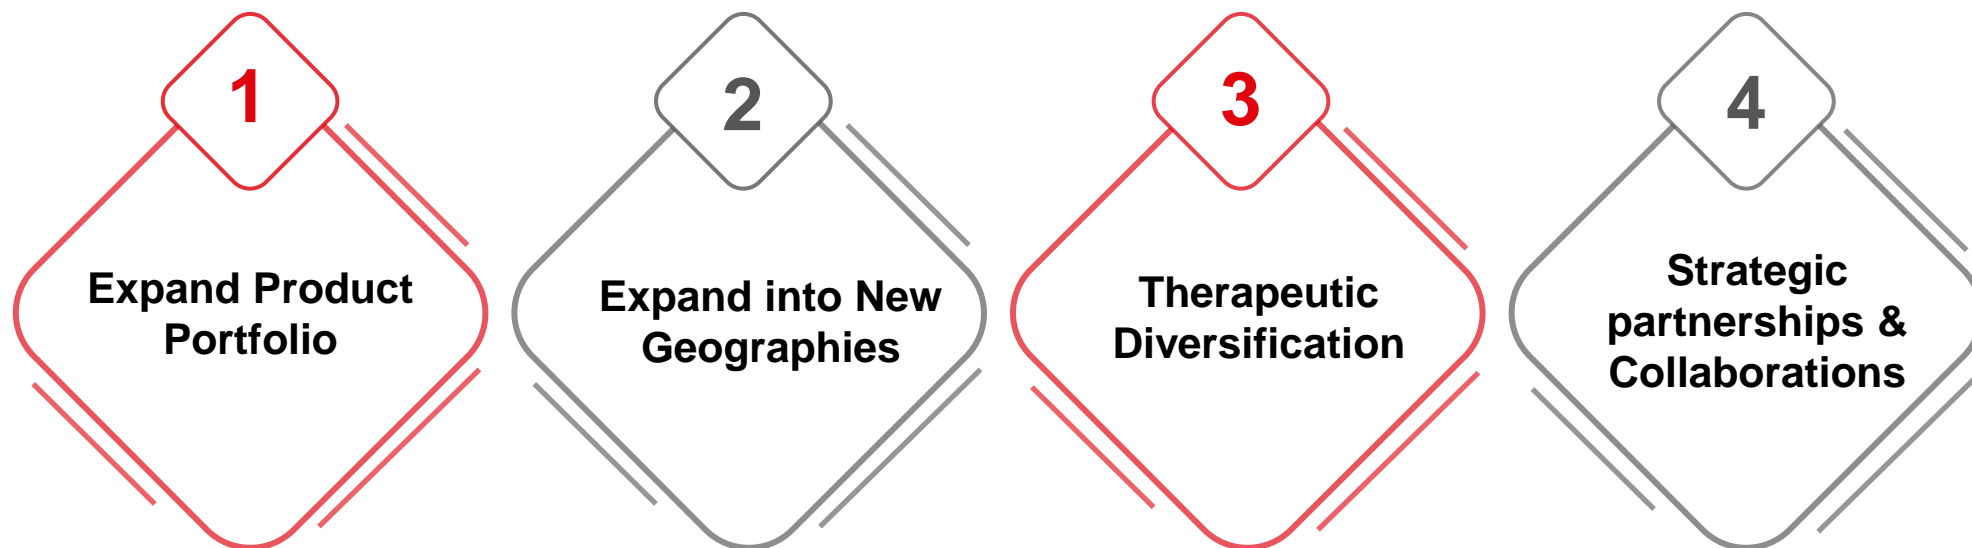 1
Expand Product
Portfolio
2
Expand into New
Geographies
3
Therapeutic
Diversification
4
Strategic
partnerships &
Collaborations